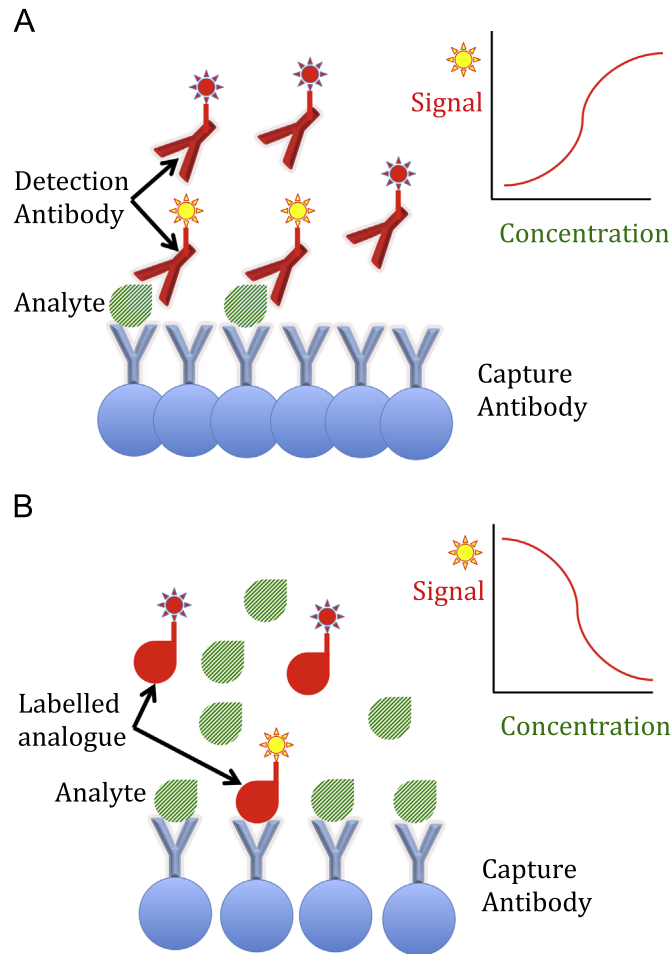 A
Signal
Concentration
Detection
Antibody
Analyte
Capture
Antibody
B
Signal
Concentration
Labelled
analogue
Analyte
Capture
Antibody